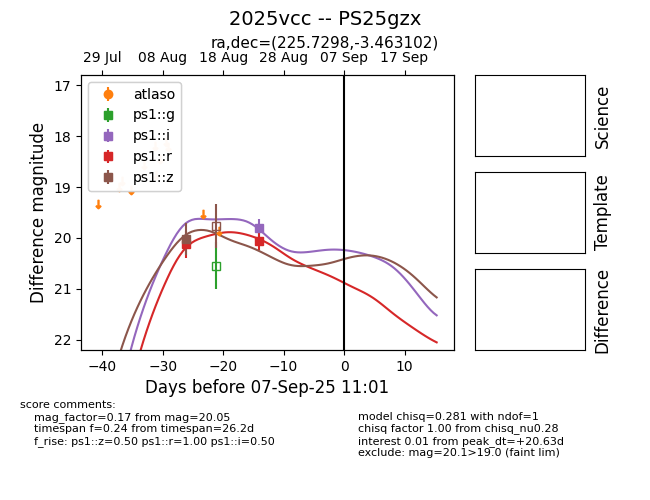 2025vcc -- PS25gzx
ra,dec=(225.7298,-3.463102)
29 Jul 08 Aug 18 Aug 28 Aug 07 Sep 17 Sep
17
18
19
20
21
22
Difference magnitude
atlaso
ps1::g
ps1::i
ps1::r
ps1::z
−40 −30 −20 −10 0 10
Days before 07-Sep-25 11:01
Science
Template
Difference
score comments:
mag_factor=0.17 from mag=20.05
timespan f=0.24 from timespan=26.2d
f_rise: ps1::z=0.50 ps1::r=1.00 ps1::i=0.50
model chisq=0.281 with ndof=1
chisq factor 1.00 from chisq_nu0.28
interest 0.01 from peak_dt=+20.63d
exclude: mag=20.1>19.0 (faint lim)